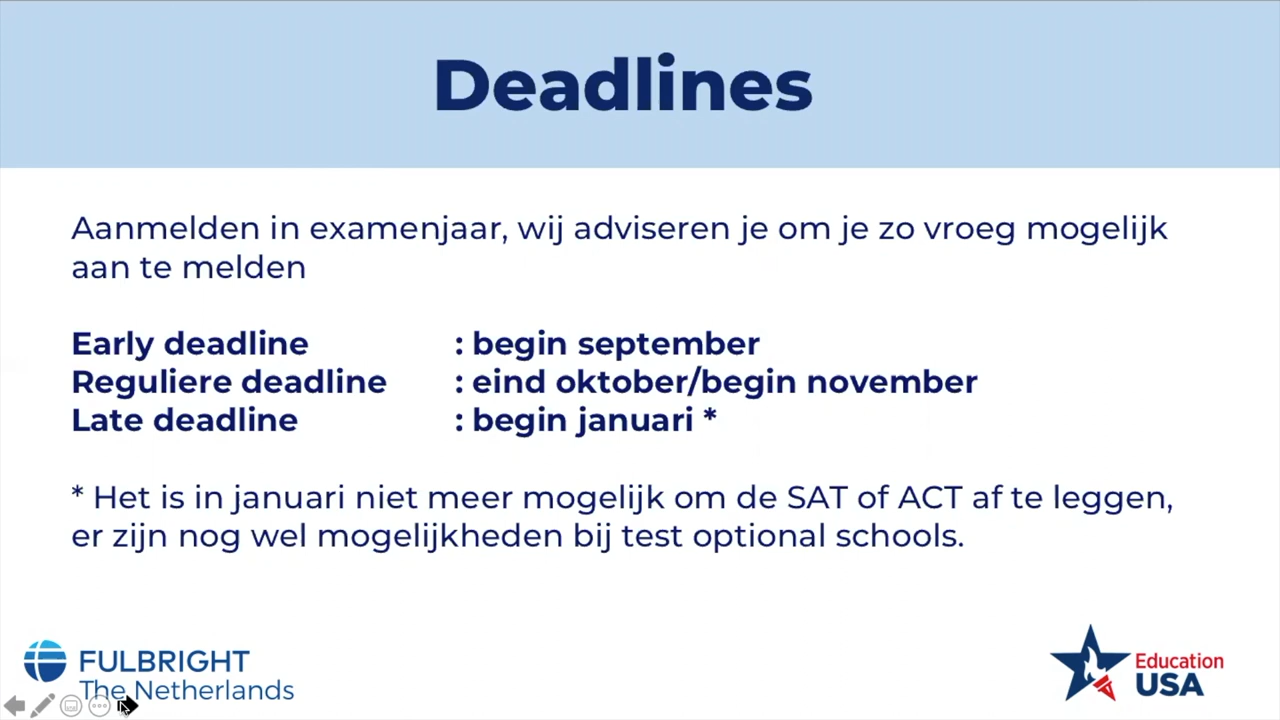 Deadlines
Aanmelden in examenjaar, wij adviseren je om je zo vroeg mogelijk
aan te melden
Early deadline : begin september
Reguliere deadline : eind oktober/begin november
Late deadline : begin januari *
* Het is in januari niet meer mogelijk om de SAT of ACT af te leggen,
er zijn nog wel mogelijkheden bij test optional schools.
FULBRIGHT
The Netherlands
Education
USA